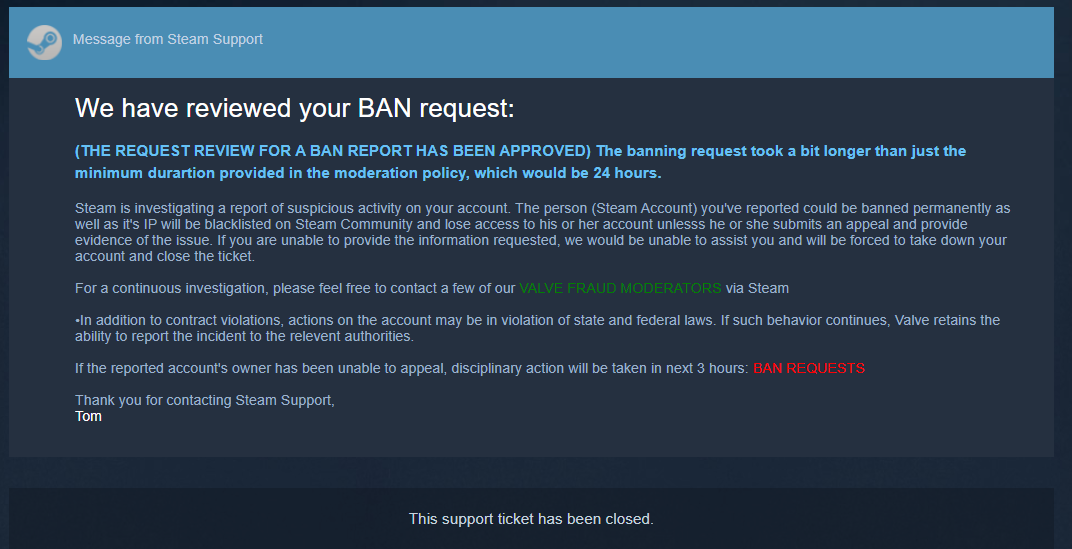 Message from Steam Support
We have reviewed your BAN request:
(THE REQUEST REVIEW FOR A BAN REPORT HAS BEEN APPROVED) The banning request took a bit longer than just the
minimum durartion provided in the moderation policy, which would be 24 hours.
Steam is investigating a report of suspicious activity on your account. The person (Steam Account) you've reported could be banned permanently as
well as it's IP will be blacklisted on Steam Community and lose access to his or her account unlesss he or she submits an appeal and provide
evidence of the issue. If you are unable to provide the information requested, we would be unable to assist you and will be forced to take down your
account and close the ticket.
For a continuous investigation, please feel free to contact a few of our VALVE FRAUD MODERATORS via Steam
•In addition to contract violations, actions on the account may be in violation of state and federal laws. If such behavior continues, Valve retains the
ability to report the incident to the relevent authorities.
If the reported account's owner has been unable to appeal, disciplinary action will be taken in next 3 hours: BAN REQUESTS
Thank you for contacting Steam Support,
Tom
This support ticket has been closed.